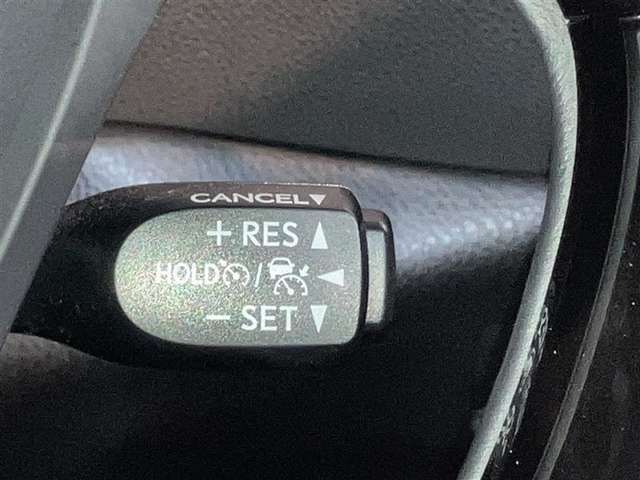 CANCEL▼
+ RES ▲
HOLD / ◀
− SET ▼